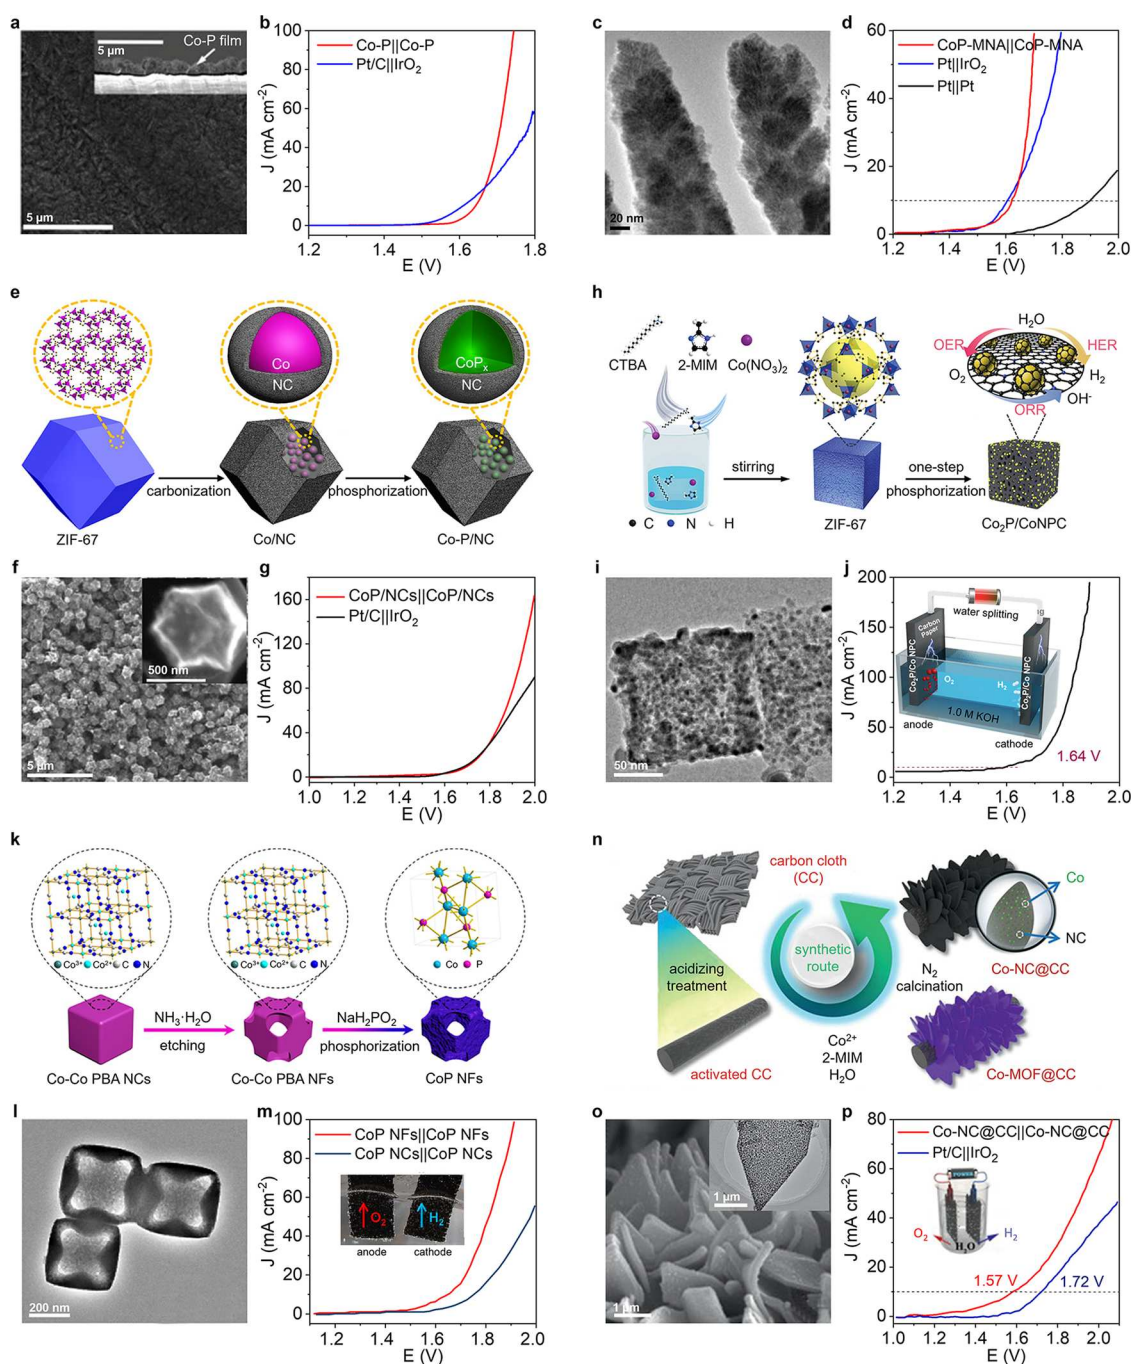 a
Co-P film
5 µm
5 µm
b
J (mA cm⁻²)
100
80
60
40
20
0
Co-P||Co-P
Pt/C||IrO₂
1.2
1.4
1.6
1.8
E (V)
c
20 nm
d
J (mA cm⁻²)
60
40
20
0
CoP-MNA||CoP-MNA
Pt||IrO₂
Pt||Pt
1.2
1.4
1.6
1.8
2.0
E (V)
e
Co
NC
CoPₓ
NC
carbonization
phosphorization
ZIF-67
Co/NC
Co-P/NC
h
CTBA
2-MIM
Co(NO₃)₂
H₂O
OER
HER
O₂
H₂
OH⁻
ORR
stirring
one-step
phosphorization
C
N
H
ZIF-67
Co₂P/CoNPC
f
500 nm
5 µm
g
J (mA cm⁻²)
160
120
80
40
0
CoP/NCs||CoP/NCs
Pt/C||IrO₂
1.0
1.2
1.4
1.6
1.8
2.0
E (V)
i
50 nm
j
J (mA cm⁻²)
200
150
100
50
0
water splitting
Carbon
Paper
Co₂P/Co NPC
Co₂P/Co NPC
O₂
H₂
1.0 M KOH
anode
cathode
1.64 V
1.2
1.4
1.6
1.8
2.0
E (V)
k
Co³⁺ Co²⁺ C N
Co³⁺ Co²⁺ C N
Co P
NH₃·H₂O
etching
NaH₂PO₂
phosphorization
Co-Co PBA NCs
Co-Co PBA NFs
CoP NFs
n
carbon cloth
(CC)
acidizing
treatment
activated CC
synthetic
route
Co²⁺
2-MIM
H₂O
N₂
calcination
Co
NC
Co-NC@CC
Co-MOF@CC
l
200 nm
m
J (mA cm⁻²)
100
80
60
40
20
0
CoP NFs||CoP NFs
CoP NCs||CoP NCs
O₂
H₂
anode
cathode
1.2
1.4
1.6
1.8
2.0
E (V)
o
1 µm
1 µm
p
J (mA cm⁻²)
80
60
40
20
0
Co-NC@CC||Co-NC@CC
Pt/C||IrO₂
POWER
O₂
H₂O
H₂
1.57 V
1.72 V
1.0
1.2
1.4
1.6
1.8
2.0
E (V)